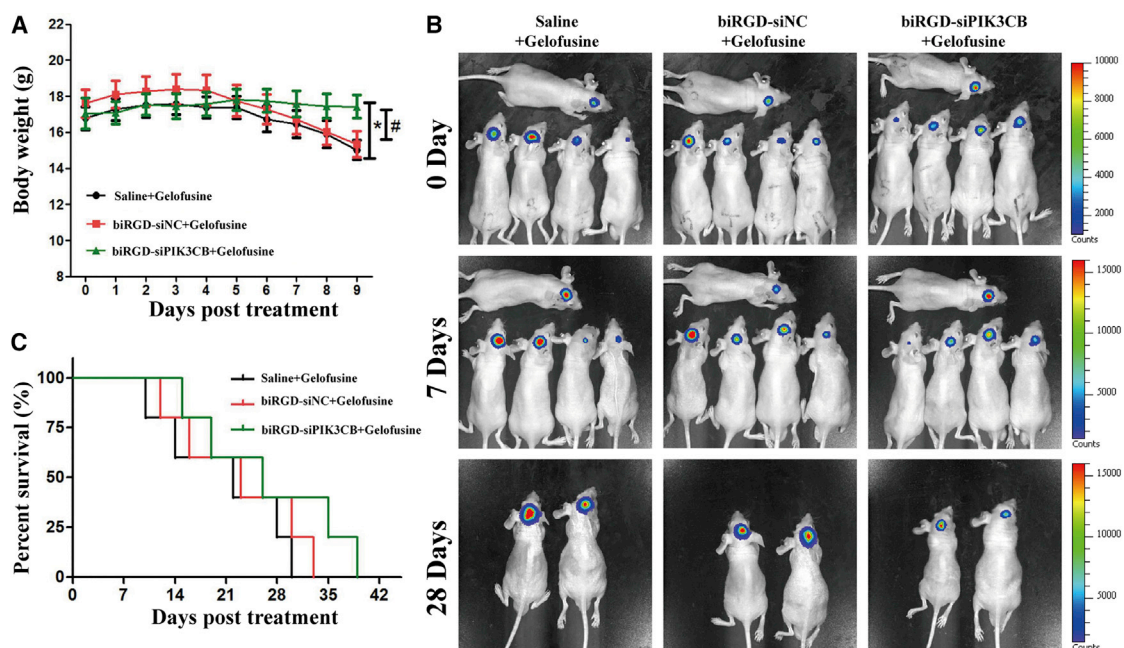 A
Body weight (g)
22
20
18
16
14
12
10
8
*
#
Saline+Gelofusine
biRGD-siNC+Gelofusine
biRGD-siPIK3CB+Gelofusine
0 1 2 3 4 5 6 7 8 9
Days post treatment
B
Saline
+Gelofusine
biRGD-siNC
+Gelofusine
biRGD-siPIK3CB
+Gelofusine
0 Day
10000
8000
6000
4000
2000
Counts
7 Days
15000
10000
5000
Counts
28 Days
15000
10000
5000
Counts
C
Percent survival (%)
100
75
50
25
0
Saline+Gelofusine
biRGD-siNC+Gelofusine
biRGD-siPIK3CB+Gelofusine
0 7 14 21 28 35 42
Days post treatment